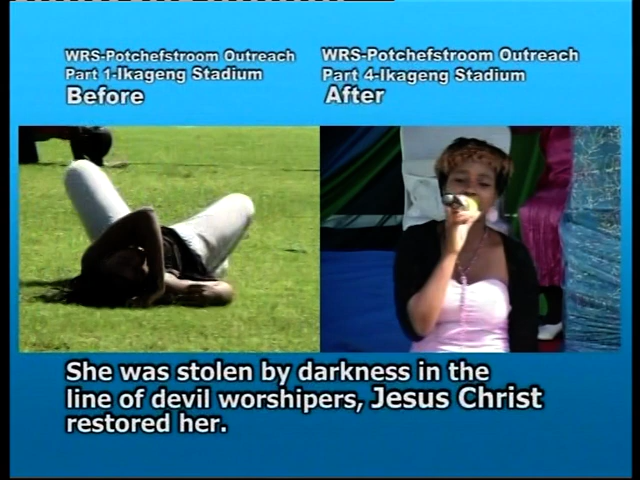 WRS-Potchefstroom Outreach
Part 1-Ikageng Stadium
Before
WRS-Potchefstroom Outreach
Part 4-Ikageng Stadium
After
She was stolen by darkness in the
line of devil worshipers, Jesus Christ
restored her.